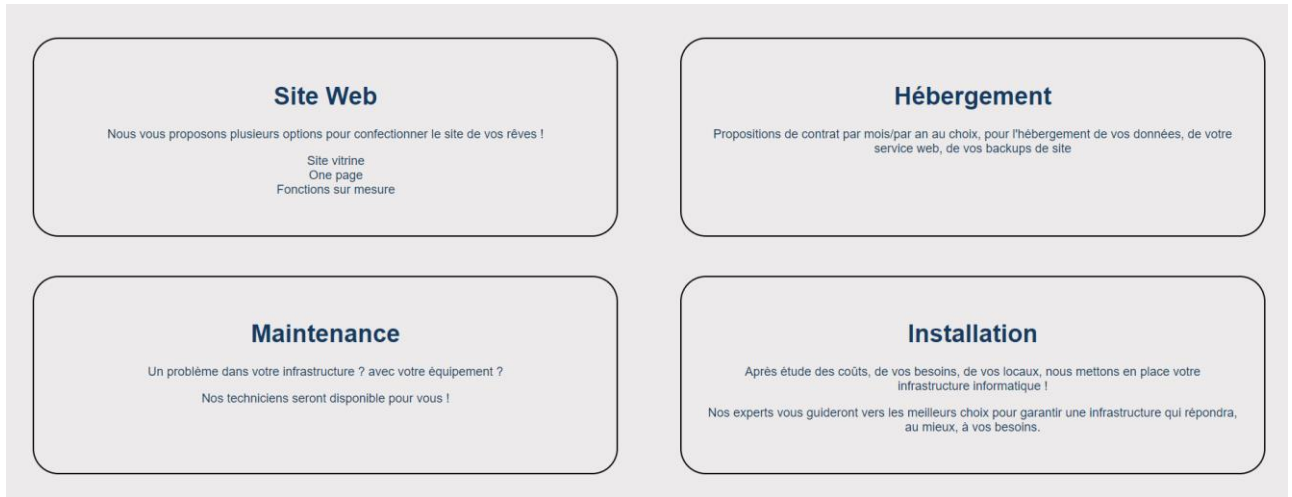 Site Web
Nous vous proposons plusieurs options pour confectionner le site de vos rêves !
Site vitrine
One page
Fonctions sur mesure
Hébergement
Propositions de contrat par mois/par an au choix, pour l'hébergement de vos données, de votre
service web, de vos backups de site
Maintenance
Un problème dans votre infrastructure ? avec votre équipement ?
Nos techniciens seront disponible pour vous !
Installation
Après étude des coûts, de vos besoins, de vos locaux, nous mettons en place votre
infrastructure informatique !
Nos experts vous guideront vers les meilleurs choix pour garantir une infrastructure qui répondra,
au mieux, à vos besoins.